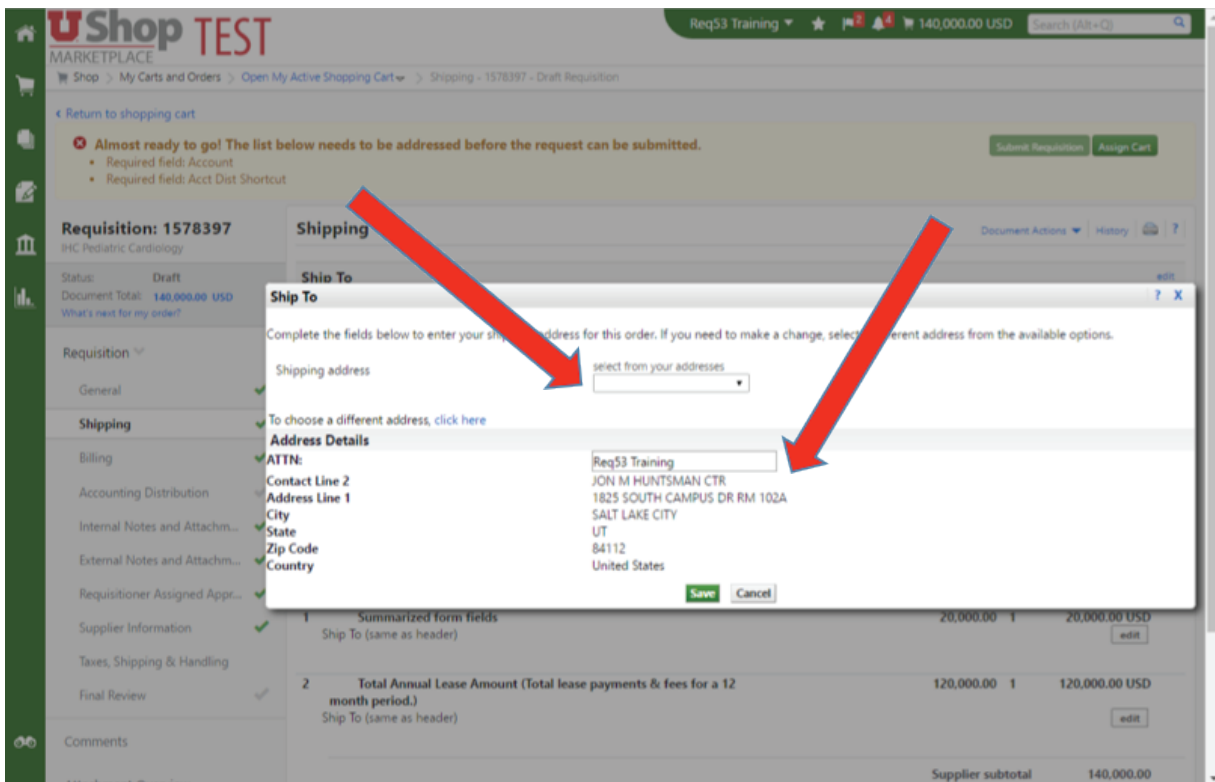 UShop TEST
MARKETPLACE
Req53 Training
2
4
140,000.00 USD
Search (Alt+Q)
Shop > My Carts and Orders > Open My Active Shopping Cart > Shipping - 1578397 - Draft Requisition
Return to shopping cart
Almost ready to go! The list below needs to be addressed before the request can be submitted.
Required field: Account
Required field: Acct Dist Shortcut
Submit Requisition
Assign Cart
Requisition: 1578397
IHC Pediatric Cardiology
Status: Draft
Document Total: 140,000.00 USD
What's next for my order?
Requisition
General
Shipping
Billing
Accounting Distribution
Internal Notes and Attachm...
External Notes and Attachm...
Requisitioner Assigned Appr...
Supplier Information
Taxes, Shipping & Handling
Final Review
Comments
Shipping
Document Actions
History
?
Ship To
edit
Ship To
? X
Complete the fields below to enter your address for this order. If you need to make a change, select address from the available options.
Shipping address
select from your addresses
To choose a different address, click here
Address Details
ATTN: Req53 Training
Contact Line 2 JON M HUNTSMAN CTR
Address Line 1 1825 SOUTH CAMPUS DR RM 102A
City SALT LAKE CITY
State UT
Zip Code 84112
Country United States
Save Cancel
1 Summarized form fields 20,000.00 1 20,000.00 USD
Ship To (same as header)
edit
2 Total Annual Lease Amount (Total lease payments & fees for a 12 120,000.00 1 120,000.00 USD
month period.)
Ship To (same as header)
edit
Supplier subtotal 140,000.00